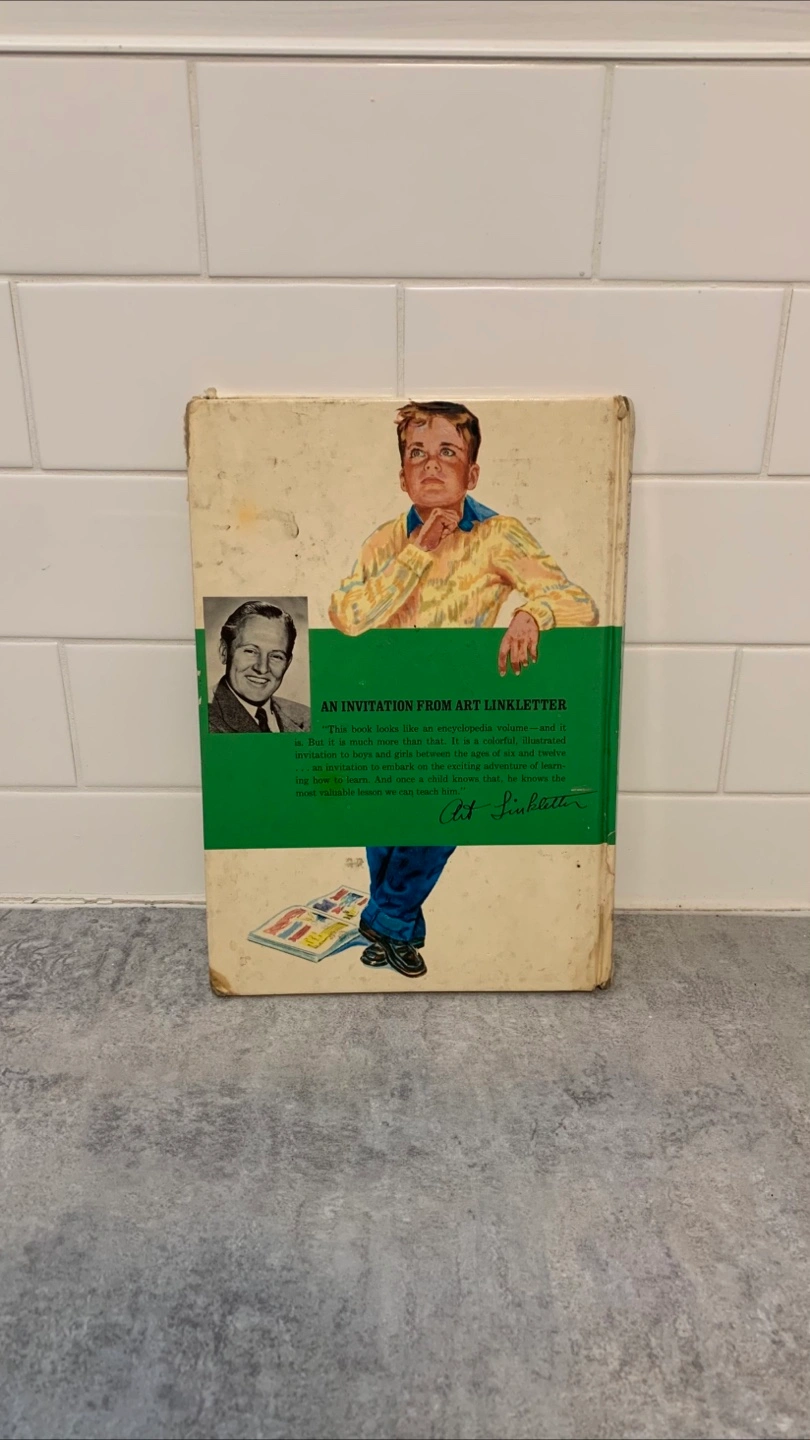 AN INVITATION FROM ART LINKLETTER
"This book looks like an encyclopedia volume—and it
is. But it is much more than that. It is a colorful, illustrated
invitation to boys and girls between the ages of six and twelve
. . . an invitation to embark on the exciting adventure of learn-
ing how to learn. And once a child knows that, he knows the
most valuable lesson we can teach him."
Art Linkletter